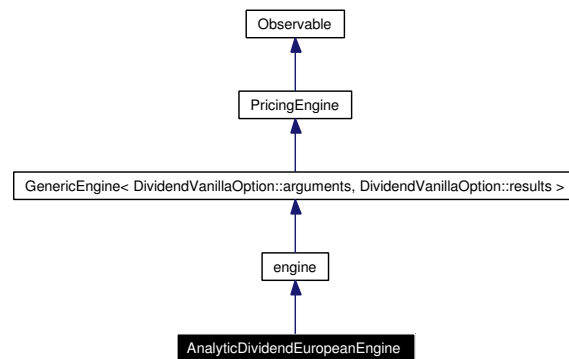 Observable
PricingEngine
GenericEngine< DividendVanillaOption::arguments, DividendVanillaOption::results >
engine
AnalyticDividendEuropeanEngine